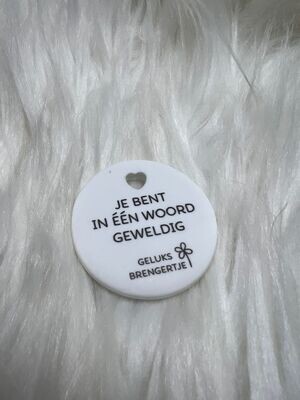 JE BENT
IN ÉÉN WOORD
GEWELDIG
GELUKS
BRENGERTJE